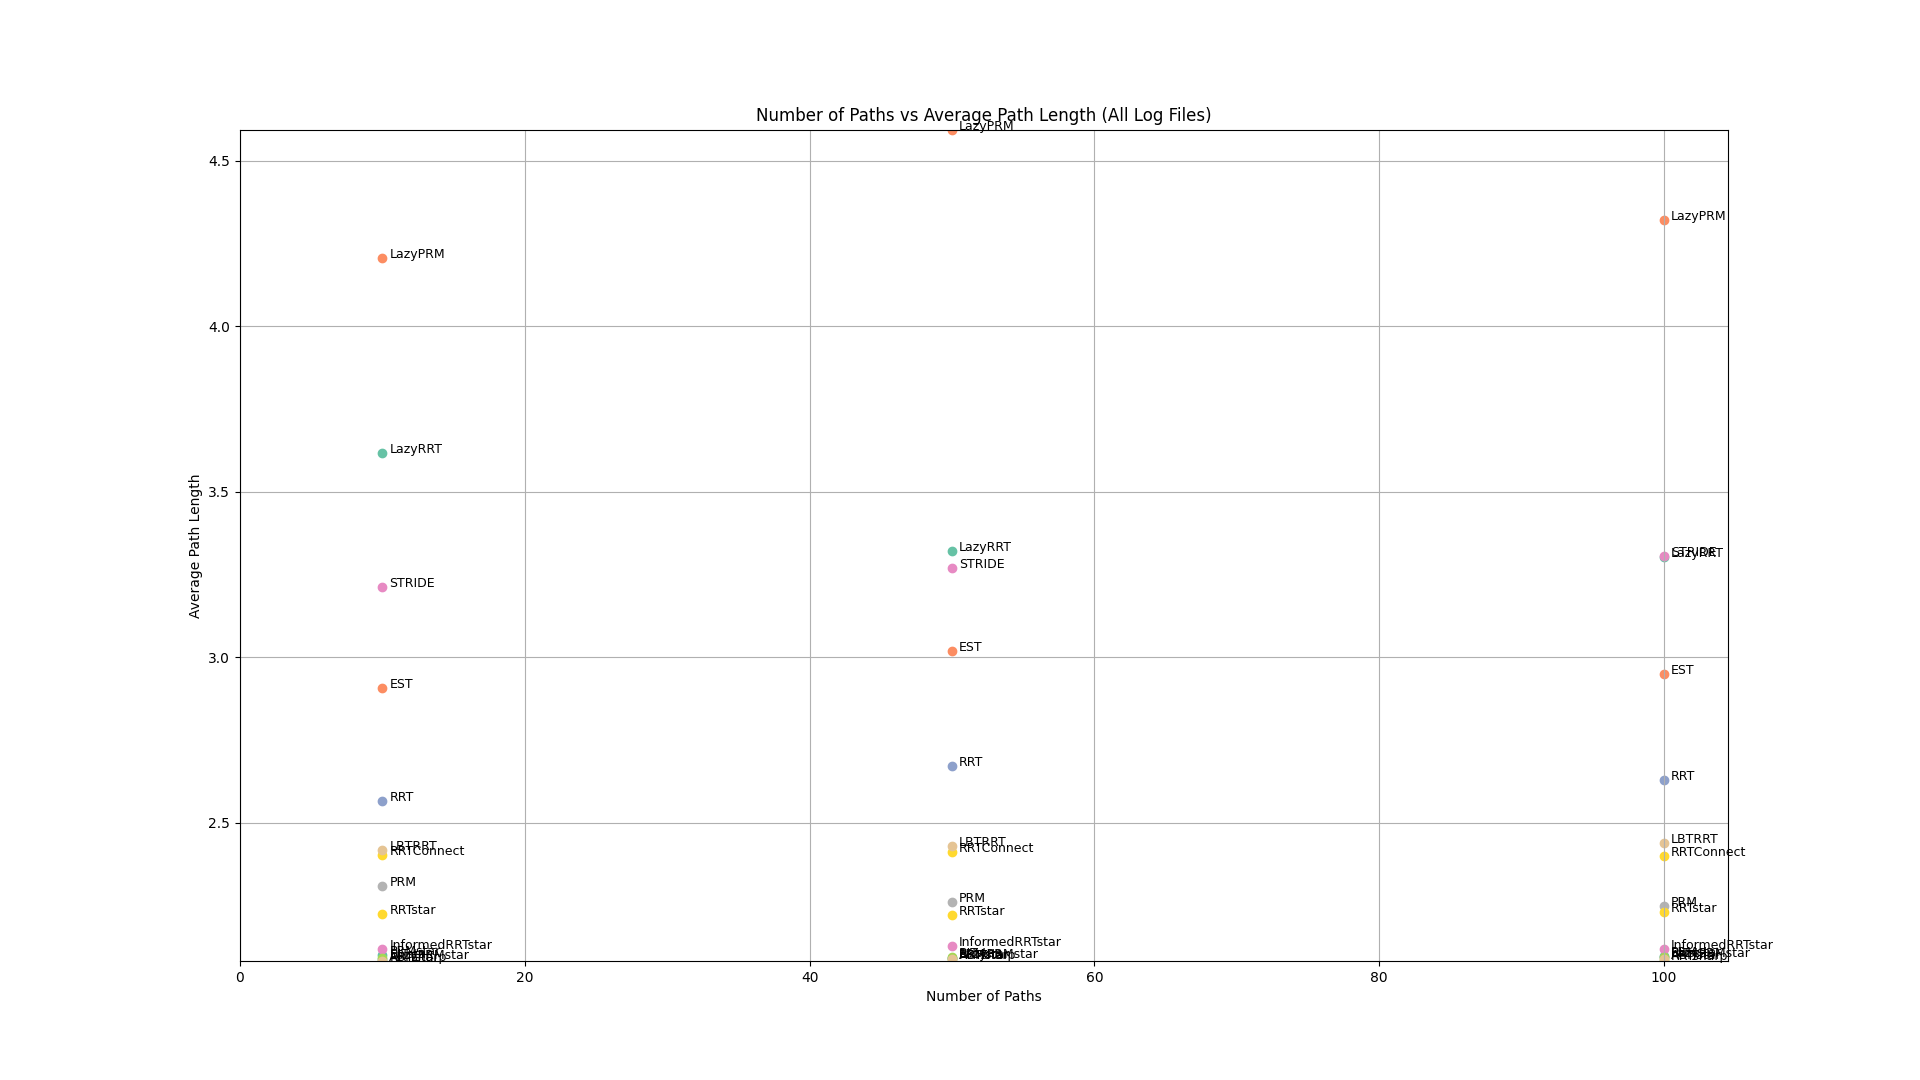 Number of Paths vs Average Path Length (All Log Files)
LazyPRM
4.5
LazyPRM
LazyPRM
4.0
LazyRRT
3.5
LazyRRT
STRIDE
STRIDE
LazyRRT
STRIDE
EST
3.0
EST
EST
RRT
RRT
RRT
2.5
LBTRRT
RRTConnect
LBTRRT
RRTConnect
LBTRRT
RRTConnect
PRM
PRM
PRM
RRTstar
RRTstar
RRTstar
InformedRRTstar
InformedRRTstar
InformedRRTstar
Average Path Length
0
20
40
60
80
100
Number of Paths